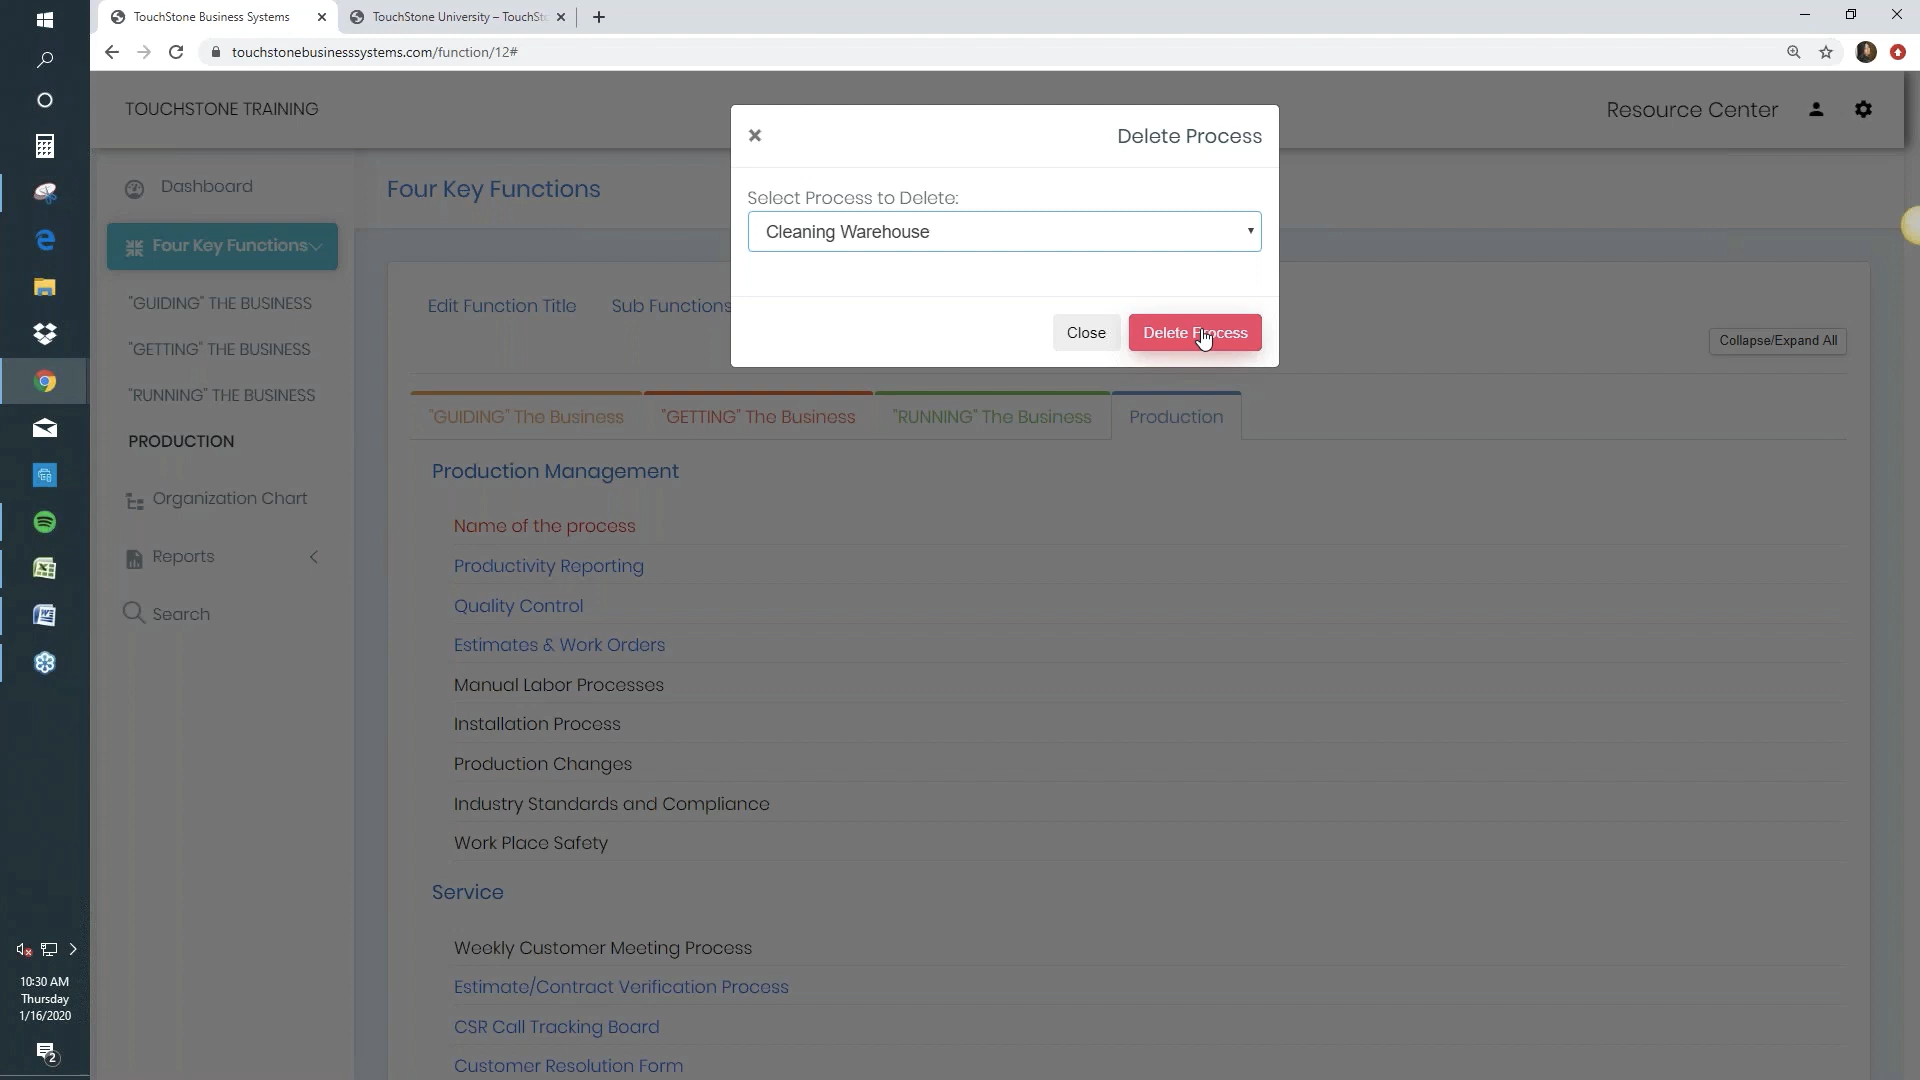 TouchStone Business Systems
TouchStone University – TouchSto
touchstonebusinesssystems.com/function/12#
TOUCHSTONE TRAINING
Resource Center
Delete Process
Select Process to Delete:
Cleaning Warehouse
Close
Delete Process
Dashboard
Four Key Functions
"GUIDING" THE BUSINESS
"GETTING" THE BUSINESS
"RUNNING" THE BUSINESS
PRODUCTION
Organization Chart
Reports
Search
Four Key Functions
Edit Function Title
Sub Functions
Collapse/Expand All
"GUIDING" The Business
"GETTING" The Business
"RUNNING" The Business
Production
Production Management
Name of the process
Productivity Reporting
Quality Control
Estimates & Work Orders
Manual Labor Processes
Installation Process
Production Changes
Industry Standards and Compliance
Work Place Safety
Service
Weekly Customer Meeting Process
Estimate/Contract Verification Process
CSR Call Tracking Board
Customer Resolution Form
10:30 AM
Thursday
1/16/2020
2